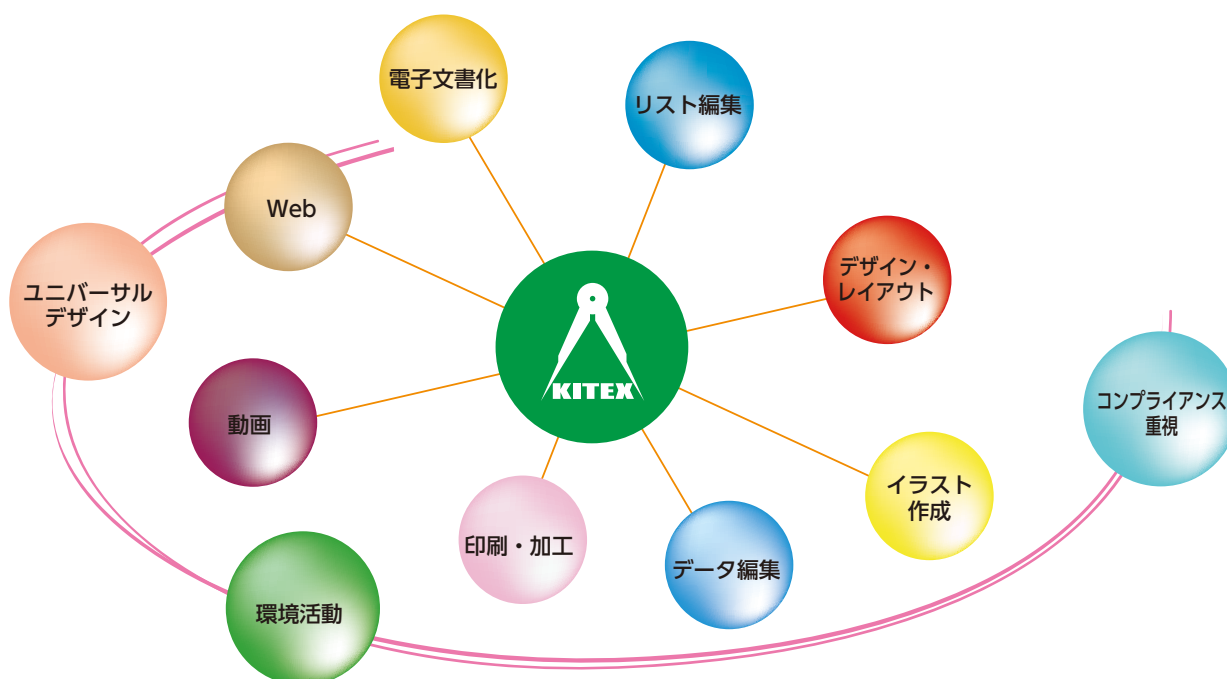 電子文書化
リスト編集
Web
デザイン・
レイアウト
ユニバーサル
デザイン
KITEX
コンプライアンス
重視
動画
イラスト
作成
印刷・加工
データ編集
環境活動